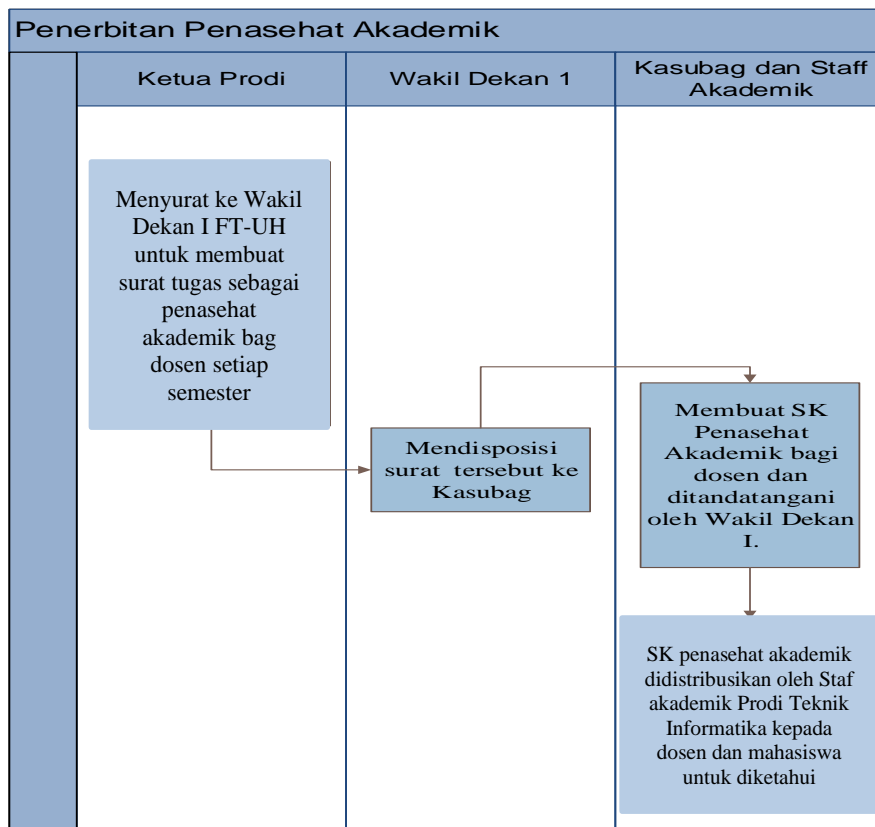 Penerbitan Penasehat Akademik
Ketua Prodi
Wakil Dekan 1
Kasubag dan Staff
Akademik
Menyurat ke Wakil
Dekan I FT-UH
untuk membuat
surat tugas sebagai
penasehat
akademik bag
dosen setiap
semester
Mendisposisi
surat tersebut ke
Kasubag
Membuat SK
Penasehat
Akademik bagi
dosen dan
ditandatangani
oleh Wakil Dekan
I.
SK penasehat akademik
didistribusikan oleh Staf
akademik Prodi Teknik
Informatika kepada
dosen dan mahasiswa
untuk diketahui